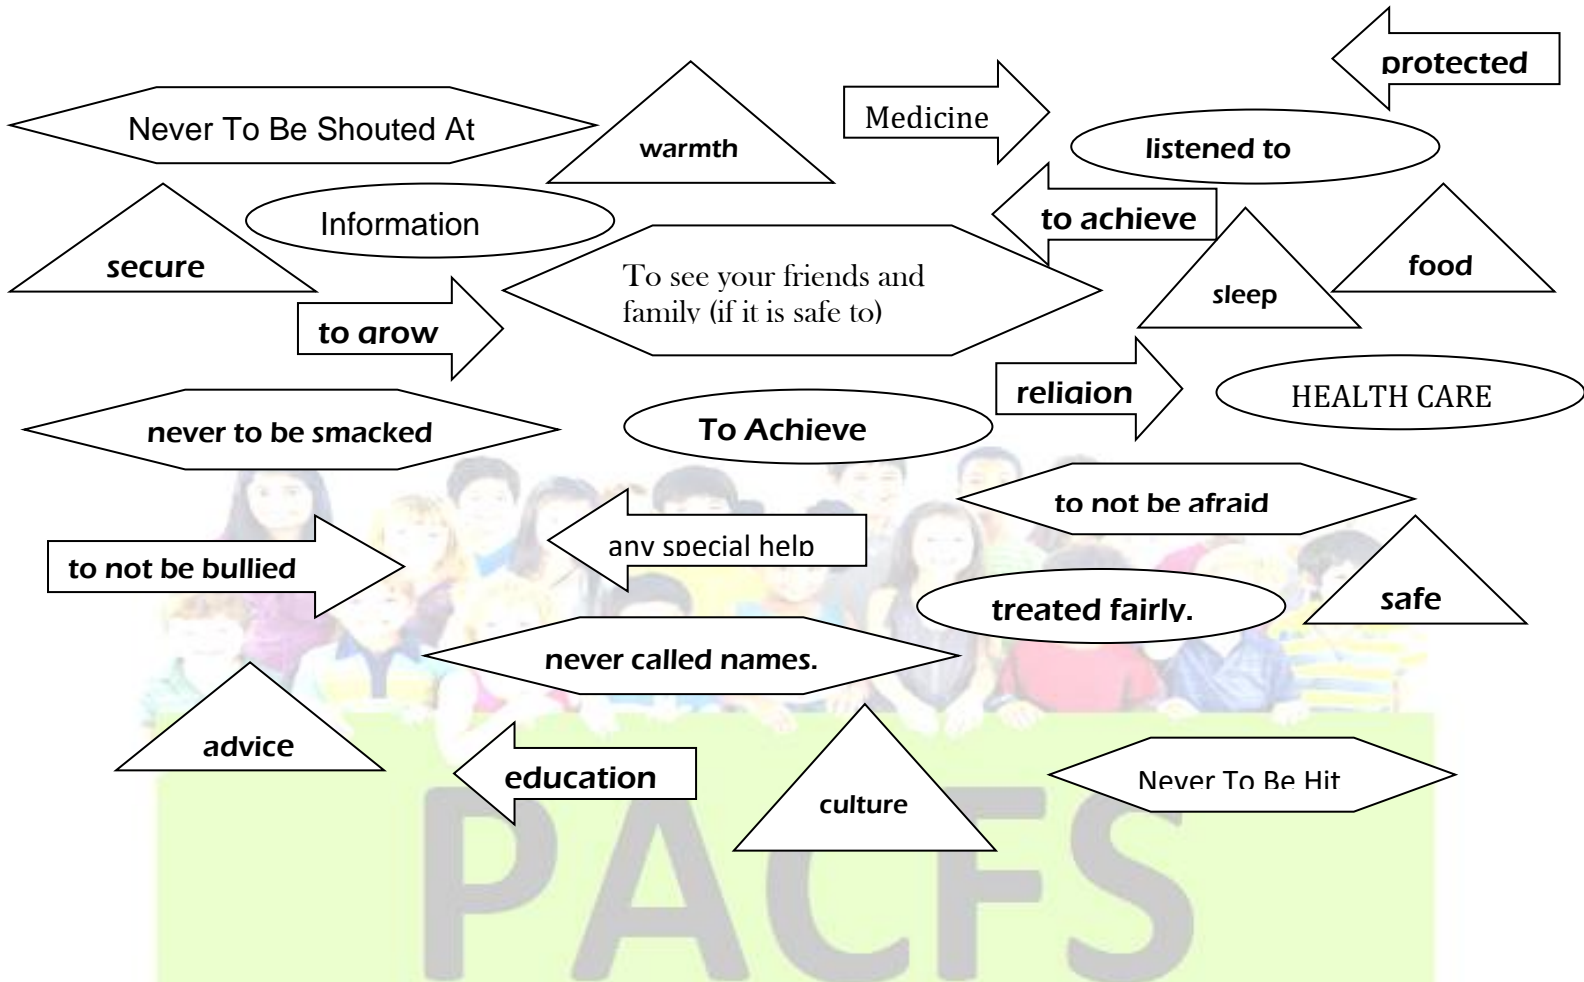 protected
Never To Be Shouted At
warmth
Medicine
listened to
Information
to achieve
secure
To see your friends and
family (if it is safe to)
sleep
food
to grow
religion
HEALTH CARE
never to be smacked
To Achieve
to not be afraid
to not be bullied
any special help
treated fairly.
safe
never called names.
advice
education
culture
Never To Be Hit
PACFS